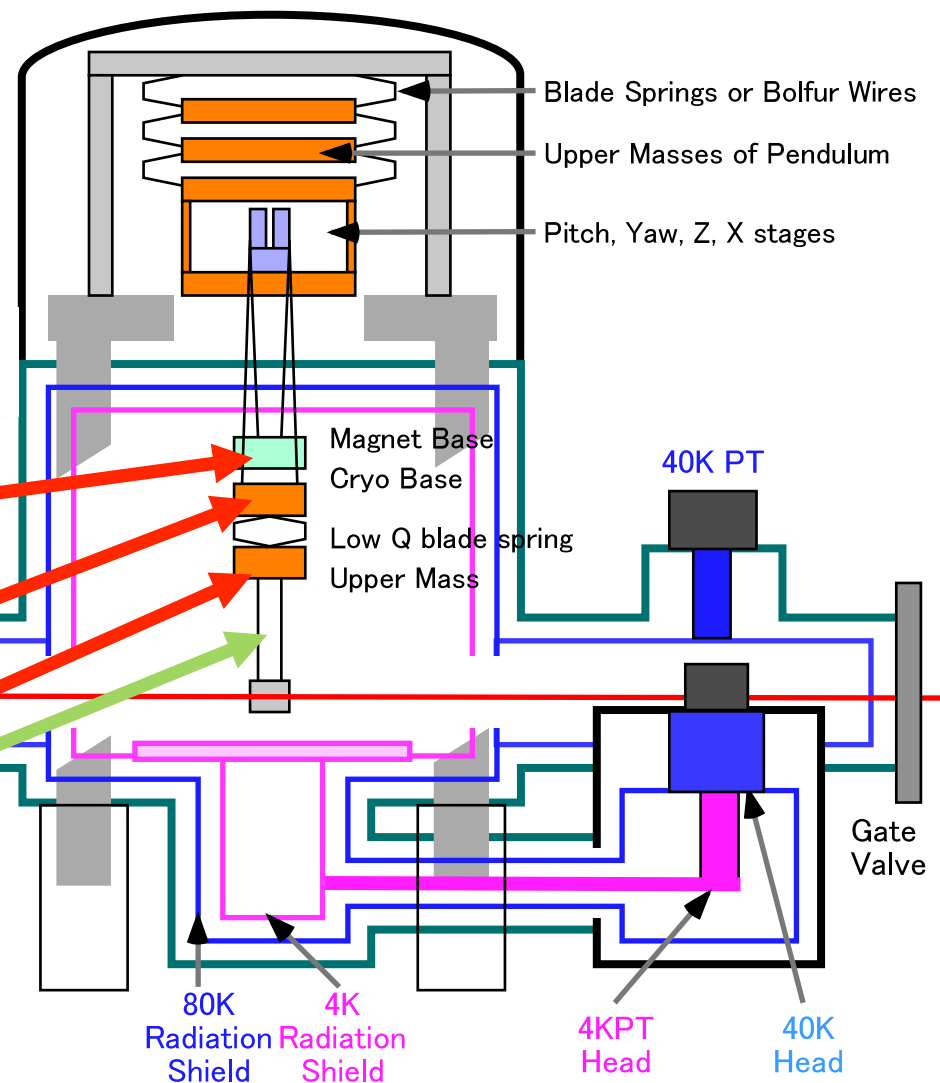 Blade Springs or Bolfur Wires
Upper Masses of Pendulum
Pitch, Yaw, Z, X stages
Magnet Base
Cryo Base
40K PT
Low Q blade spring
Upper Mass
Gate
Valve
80K
Radiation
Shield
4K
Radiation
Shield
4KPT
Head
40K
Head